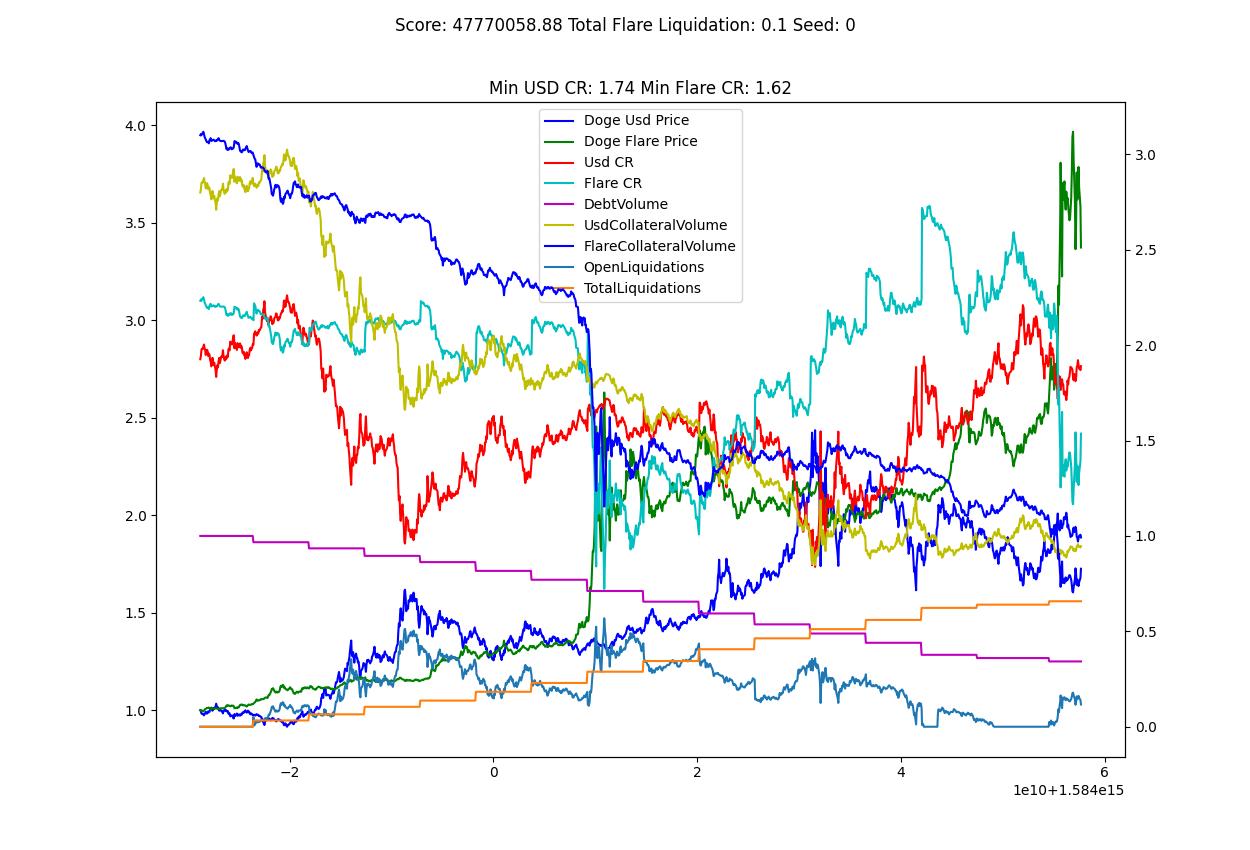 Score: 47770058.88 Total Flare Liquidation: 0.1 Seed: 0
Min USD CR: 1.74 Min Flare CR: 1.62
Doge Usd Price
Doge Flare Price
Usd CR
Flare CR
DebtVolume
UsdCollateralVolume
FlareCollateralVolume
OpenLiquidations
TotalLiquidations
4.0
3.5
3.0
2.5
2.0
1.5
1.0
3.0
2.5
2.0
1.5
1.0
0.5
0.0
−2
0
2
4
6
1e10+1.584e15